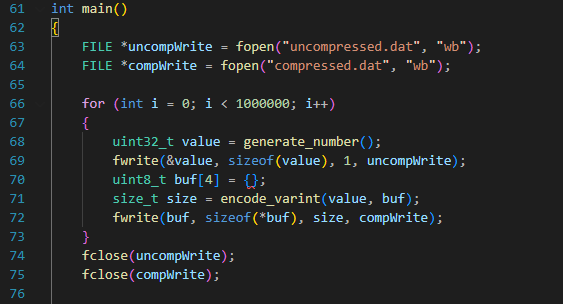 61 int main()
62 {
63 FILE *uncompWrite = fopen("uncompressed.dat", "wb");
64 FILE *compWrite = fopen("compressed.dat", "wb");
65
66 for (int i = 0; i < 1000000; i++)
67 {
68 uint32_t value = generate_number();
69 fwrite(&value, sizeof(value), 1, uncompWrite);
70 uint8_t buf[4] = {};
71 size_t size = encode_varint(value, buf);
72 fwrite(buf, sizeof(*buf), size, compWrite);
73 }
74 fclose(uncompWrite);
75 fclose(compWrite);
76